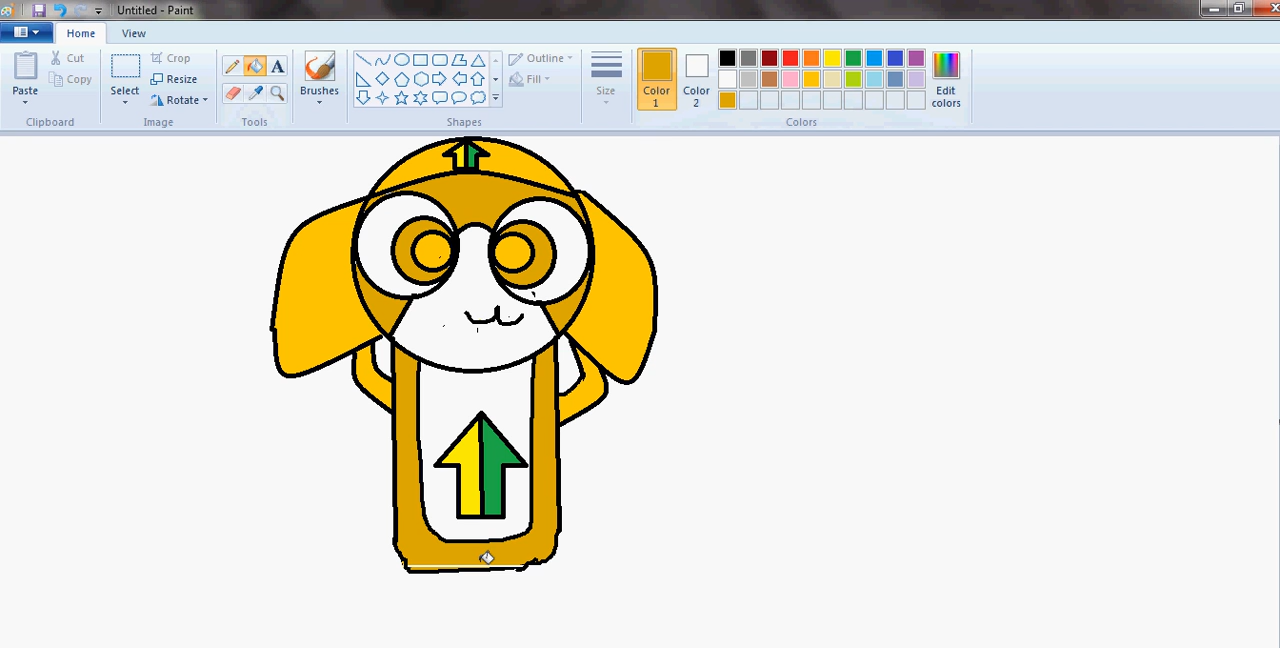 Untitled - Paint
Home View
Paste
Cut
Copy
Clipboard
Select
Crop
Resize
Rotate
Image
A
Tools
Brushes
Outline
Fill
Shapes
Size
Color 1
Color 2
Edit colors
Colors